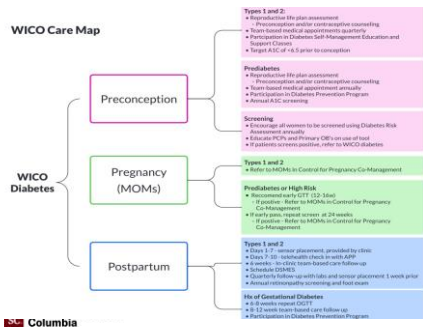 WICO Care Map
WICO
Diabetes
Preconception
Types 1 and 2:
• Reproductive life plan assessment
- Preconception and/or contraceptive counseling
• Team-based medical appointments quarterly
• Participation in Diabetes Self-Management Education and
Support Classes
• Target A1C of <6.5 prior to conception
Prediabetes
• Reproductive life plan assessment
- Preconception and/or contraceptive counseling
• Team-based medical appointments annually
• Participation in Diabetes Prevention Program
• Annual A1C screening
Screening
• Encourage all women to be screened using Diabetes Risk
Assessment annually
• Educate PCPs and Primary OB's on use of tool
• If patients screen positive, refer to WICO diabetes
Pregnancy
(MOMs)
Types 1 and 2
• Refer to MOMs in Control for Pregnancy Co-Management
Prediabetes or High Risk
• Reccomend early GTT (12-16w)
- If postive - Refer to MOMs in Control for Pregnancy
Co-Management
• If early pass, repeat screen at 24 weeks
- If postive - Refer to MOMs in Control for Pregnancy
Co-Management
Postpartum
Types 1 and 2
• Days 1-7 - sensor placement, provided by clinic
• Days 7-10 - telehealth check in with APP
• 6 weeks - In-clinic team-based care follow-up
• Schedule DSMES
• Quarterly follow-up with labs and sensor placement 1 week prior
• Annual retinopathy screening and foot exam
Hx of Gestational Diabetes
• 6-8 weeks repeat OGTT
• 8-12 week team-based care follow up
• Participation in Diabetes Prevention Program
SC Columbia